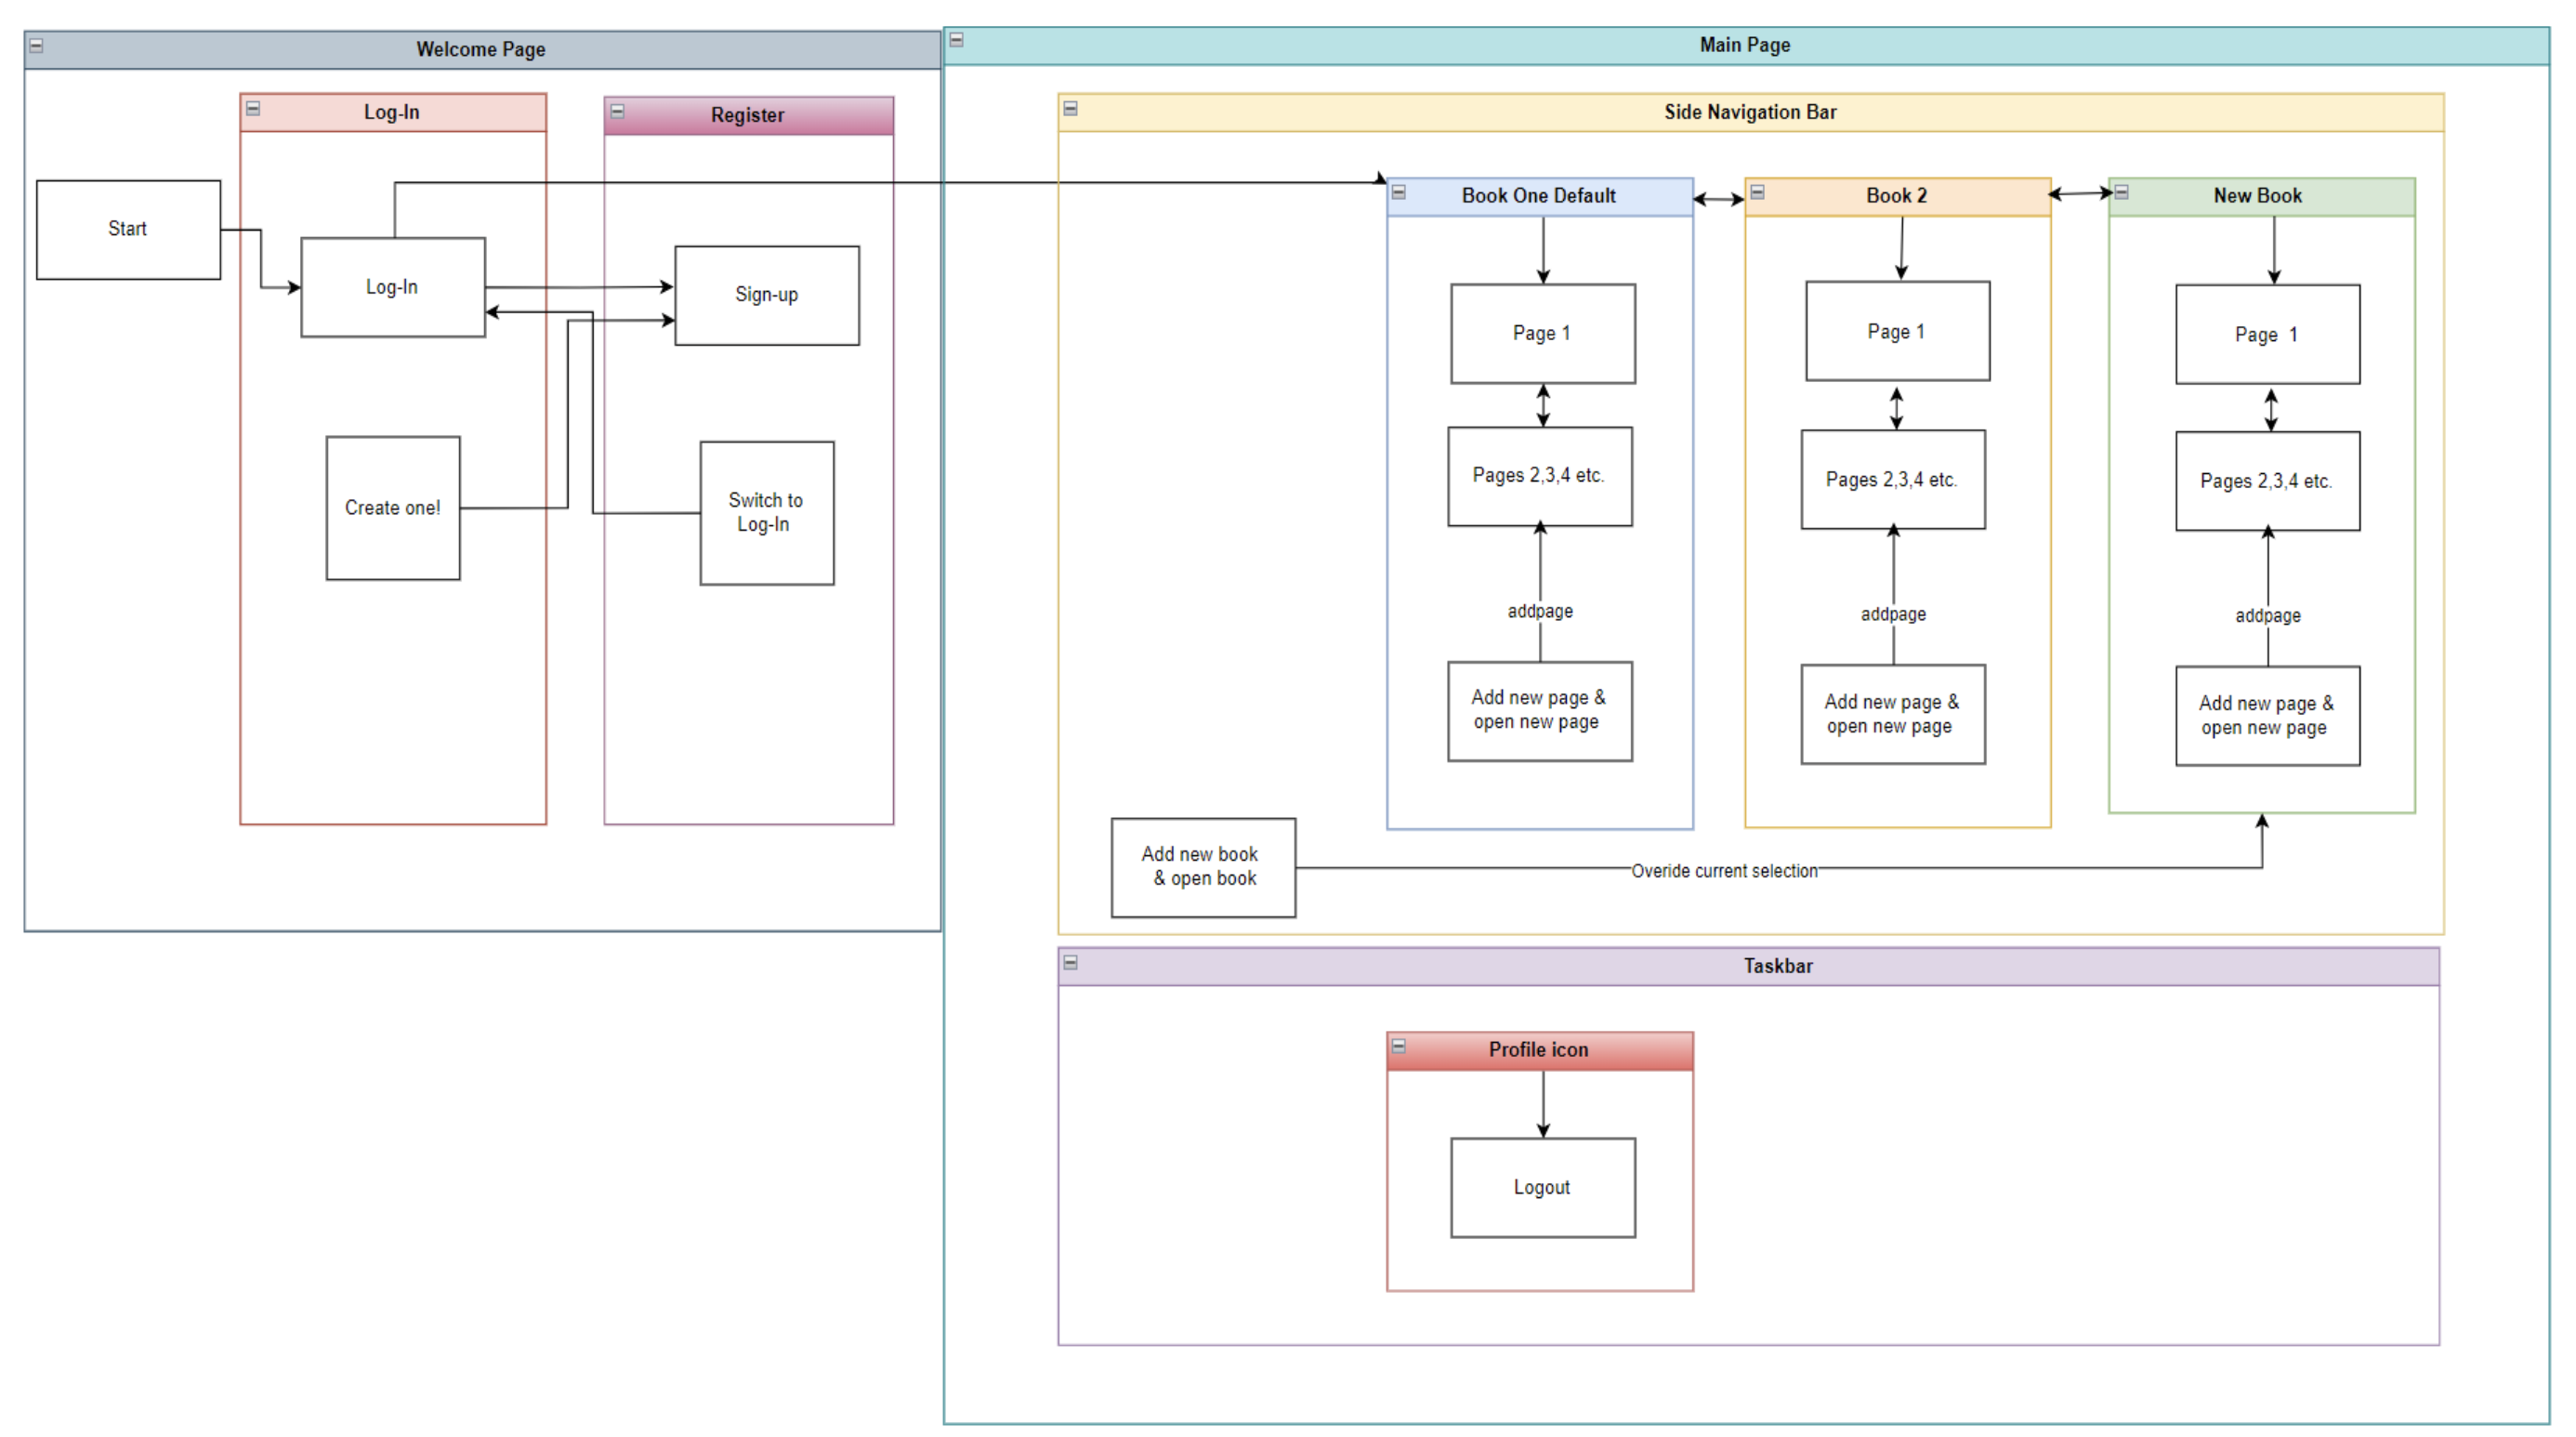 Welcome Page
Main Page
Log-In
Register
Side Navigation Bar
Start
Log-In
Sign-up
Create one!
Switch to
Log-In
Book One Default
Book 2
New Book
Page 1
Page 1
Page  1
Pages 2,3,4 etc.
Pages 2,3,4 etc.
Pages 2,3,4 etc.
addpage
addpage
addpage
Add new page &
open new page
Add new page &
open new page
Add new page &
open new page
Add new book
& open book
Overide current selection
Taskbar
Profile icon
Logout